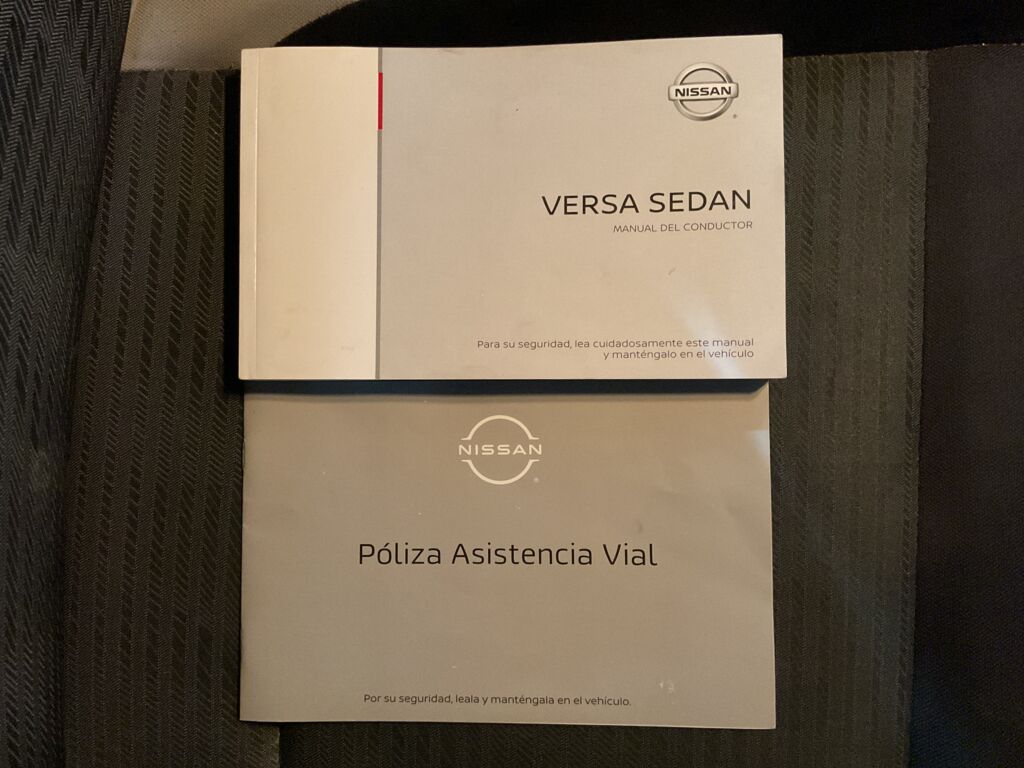 NISSAN
VERSA SEDAN
MANUAL DEL CONDUCTOR
Para su seguridad, lea cuidadosamente este manual
y manténgalo en el vehículo
NISSAN
Póliza Asistencia Vial
Por su seguridad, leala y manténgala en el vehículo.